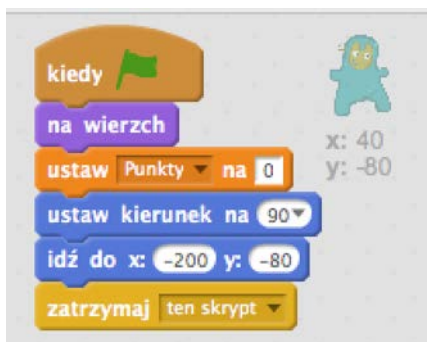 kiedy
na wierzch
x: 40
ustaw Punkty na 0
y: -80
ustaw kierunek na 90
idź do x: -200 y: -80
zatrzymaj ten skrypt